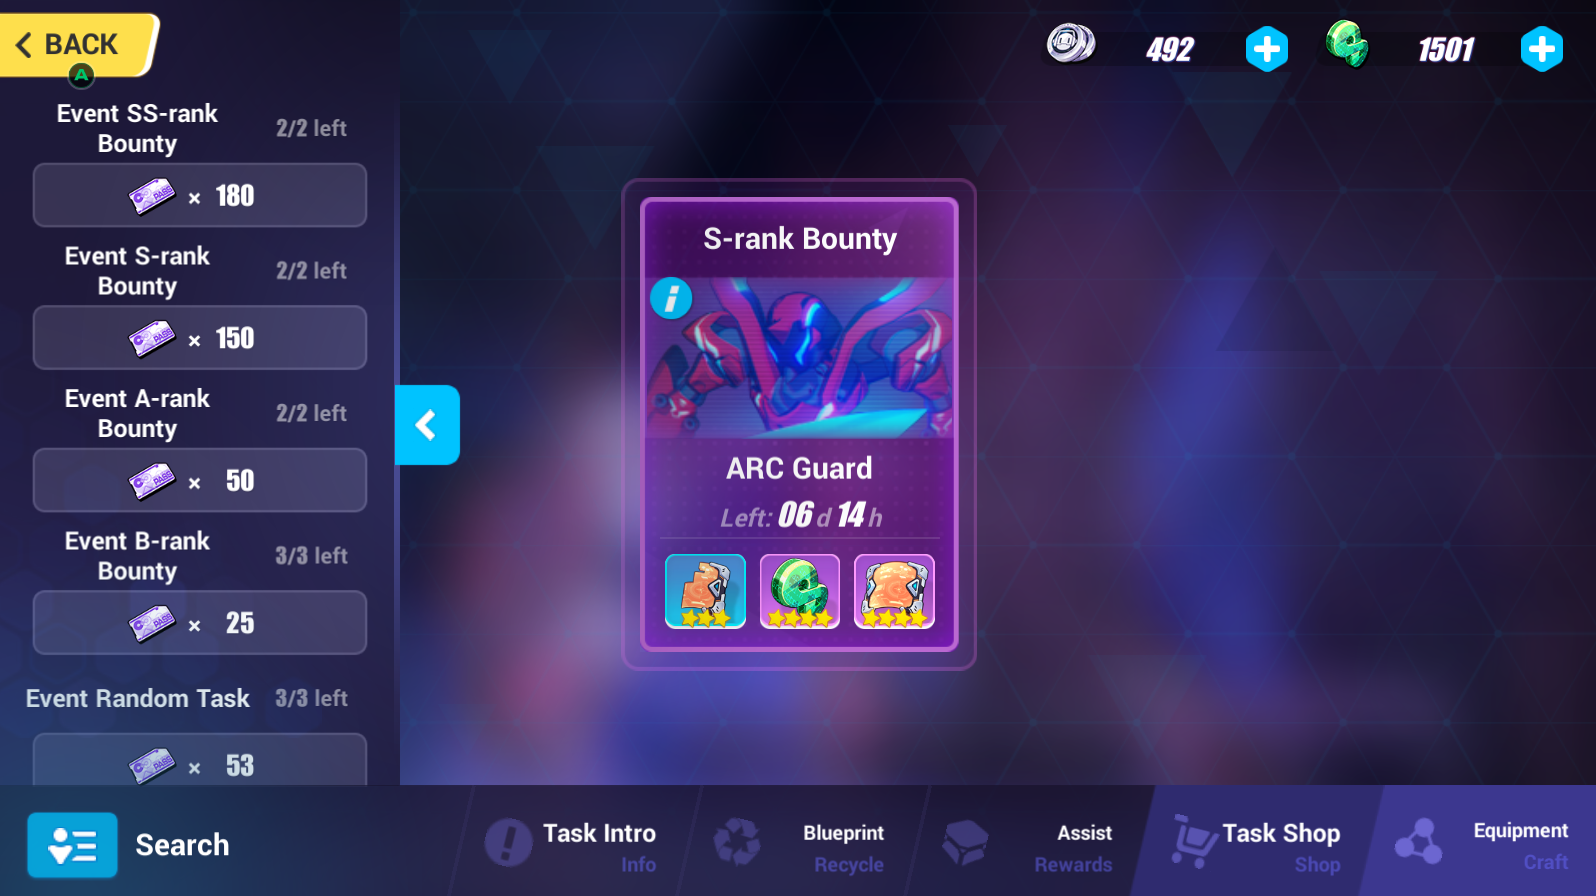 BACK
A
492
1501
Event SS-rank
Bounty
2/2 left
× 180
Event S-rank
Bounty
2/2 left
× 150
Event A-rank
Bounty
2/2 left
× 50
Event B-rank
Bounty
3/3 left
× 25
Event Random Task
3/3 left
× 53
S-rank Bounty
i
ARC Guard
Left: 06 d 14 h
Search
Task Intro
Info
Blueprint
Recycle
Assist
Rewards
Task Shop
Shop
Equipment
Craft